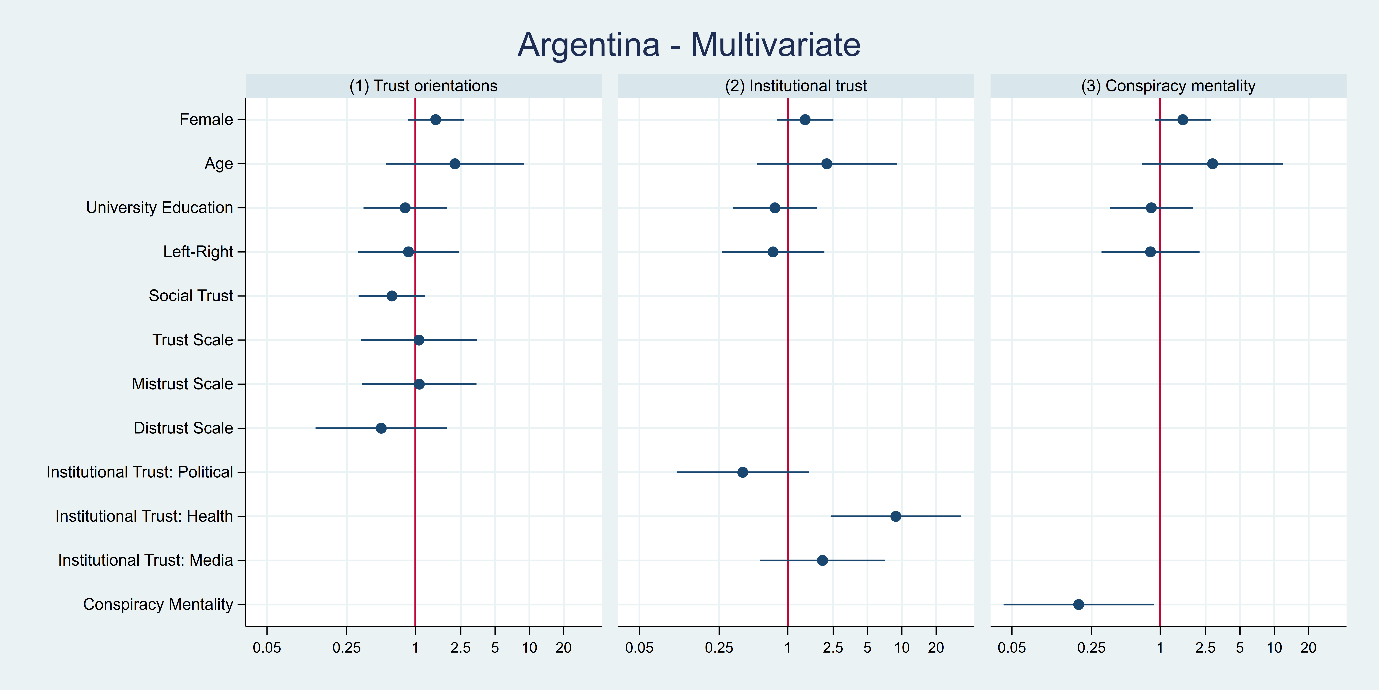 Argentina - Multivariate
(1) Trust orientations
(2) Institutional trust
(3) Conspiracy mentality
Female
Age
University Education
Left-Right
Social Trust
Trust Scale
Mistrust Scale
Distrust Scale
Institutional Trust: Political
Institutional Trust: Health
Institutional Trust: Media
Conspiracy Mentality
0.05 0.25 1 2.5 5 10 20
0.05 0.25 1 2.5 5 10 20
0.05 0.25 1 2.5 5 10 20